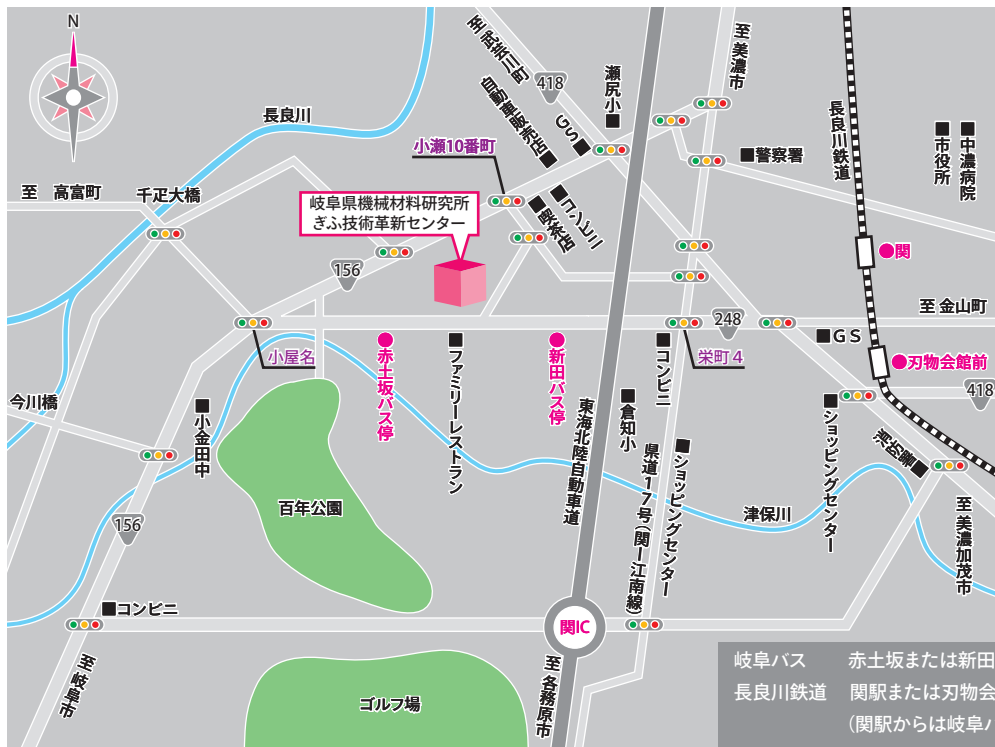 N
至 武芸川町
418
自動車販売店
GS
瀬尻小
至 美濃市
長良川
小瀬10番町
警察署
長良川鉄道
市役所
中濃病院
至 高富町
千疋大橋
岐阜県機械材料研究所
ぎふ技術革新センター
喫茶店
コンビニ
156
関
至 金山町
248
小屋名
赤土坂バス停
ファミリーレストラン
新田バス停
コンビニ
栄町4
GS
刃物会館前
418
今川橋
小金田中
東海北陸自動車道
倉知小
県道17号(関ー江南線)
ショッピングセンター
ショッピングセンター
消防署
百年公園
津保川
至 美濃加茂市
156
コンビニ
関IC
至 岐阜市
ゴルフ場
至 各務原市
岐阜バス 赤土坂または新田
長良川鉄道 関駅または刃物会
(関駅からは岐阜